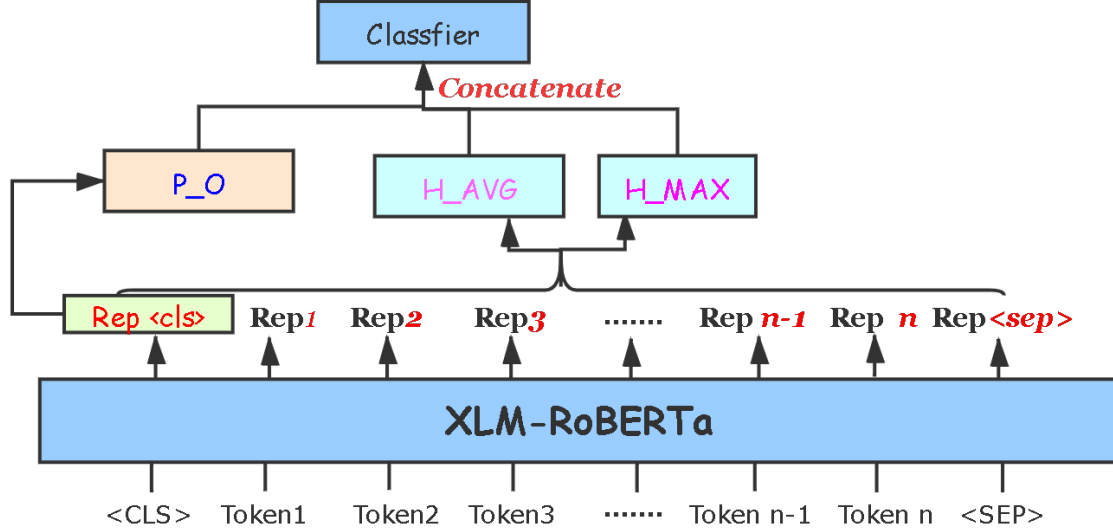 Classfier
Concatenate
P_O H_AVG H_MAX
Rep <cls> Rep1 Rep2 Rep3 ....... Rep n-1 Rep n Rep<sep>
XLM-RoBERTa
<CLS> Token1 Token2 Token3 ....... Token n-1 Token n <SEP>